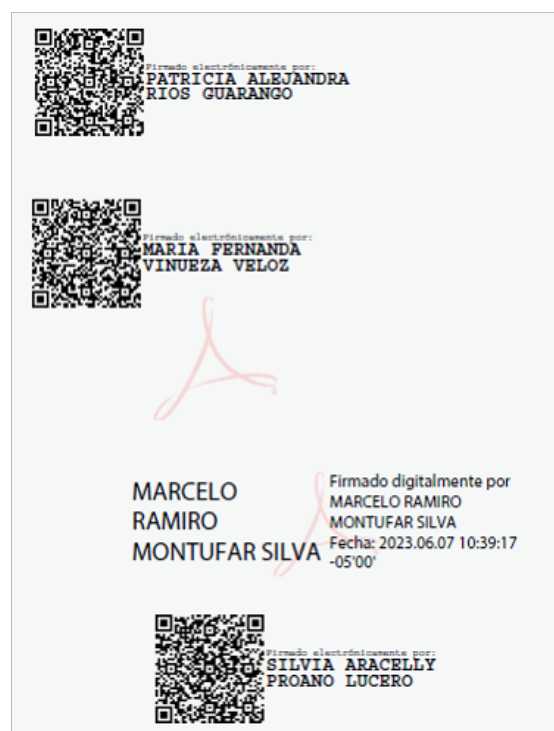 Firmado electrónicamente por:
PATRICIA ALEJANDRA
RIOS GUARANGO
Firmado electrónicamente por:
MARIA FERNANDA
VINUEZA VELOZ
MARCELO
RAMIRO
MONTUFAR SILVA
Firmado digitalmente por
MARCELO RAMIRO
MONTUFAR SILVA
Fecha: 2023.06.07 10:39:17
-05'00'
Firmado electrónicamente por:
SILVIA ARACELLY
PROANO LUCERO